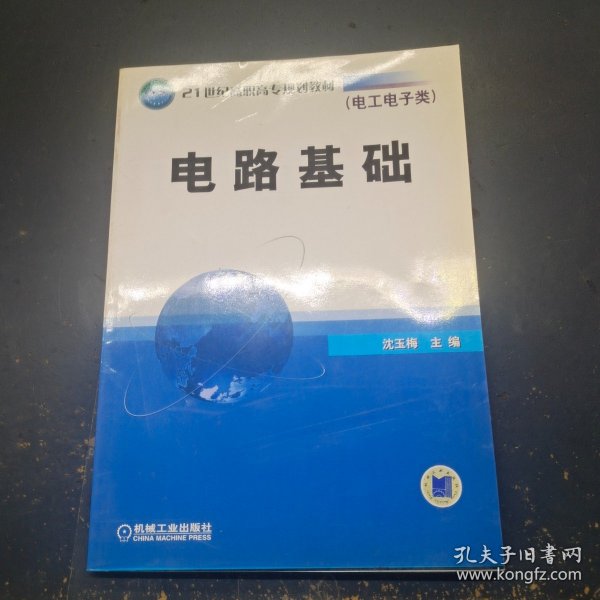 21世纪高职高专规划教材
(电工电子类)
电路基础
沈玉梅 主编
机械工业出版社
CHINA MACHINE PRESS
孔夫子旧书网
www.kongfz.com